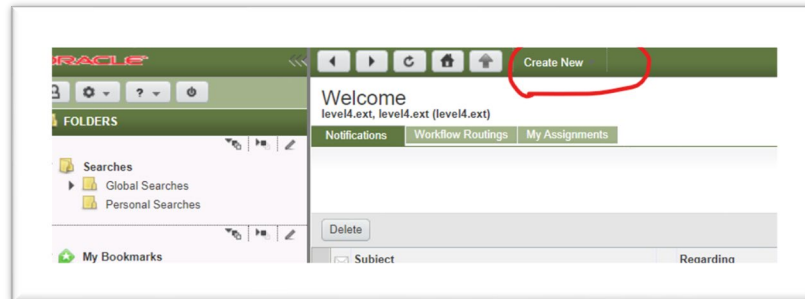 ORACLE
Create New
Welcome
level4.ext, level4.ext (level4.ext)
FOLDERS
Notifications Workflow Routings My Assignments
Searches
Global Searches
Personal Searches
Delete
My Bookmarks
Subject Regarding